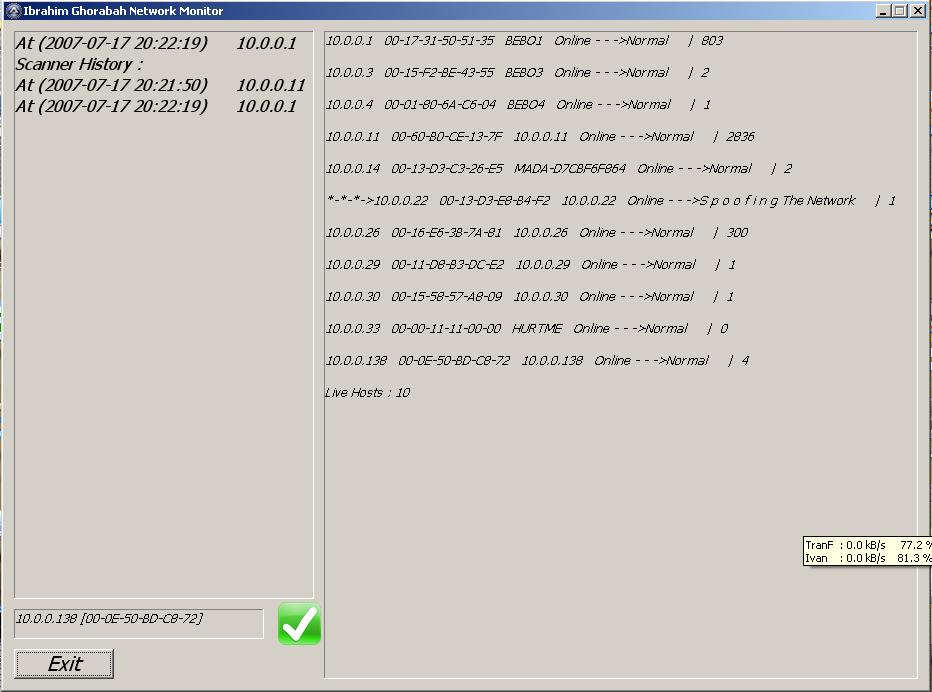 Ibrahim Ghorabah Network Monitor
At (2007-07-17 20:22:19) 10.0.0.1
Scanner History :
At (2007-07-17 20:21:50) 10.0.0.11
At (2007-07-17 20:22:19) 10.0.0.1
10.0.0.138 [00-0E-50-BD-C8-72]
Exit
10.0.0.1 00-17-31-50-51-35 BEBO1 Online - - ->Normal | 803
10.0.0.3 00-15-F2-BE-43-55 BEBO3 Online - - ->Normal | 2
10.0.0.4 00-01-80-6A-C6-04 BEBO4 Online - - ->Normal | 1
10.0.0.11 00-60-B0-CE-13-7F 10.0.0.11 Online - - ->Normal | 2836
10.0.0.14 00-13-D3-C3-26-E5 MADA-D7CBF6F864 Online - - ->Normal | 2
*-*-*->10.0.0.22 00-13-D3-E8-B4-F2 10.0.0.22 Online - - ->S p o o f i n g The Network | 1
10.0.0.26 00-16-E6-3B-7A-81 10.0.0.26 Online - - ->Normal | 300
10.0.0.29 00-11-D8-B3-DC-E2 10.0.0.29 Online - - ->Normal | 1
10.0.0.30 00-15-58-57-A8-09 10.0.0.30 Online - - ->Normal | 1
10.0.0.33 00-00-11-11-00-00 HURTME Online - - ->Normal | 0
10.0.0.138 00-0E-50-BD-C8-72 10.0.0.138 Online - - ->Normal | 4
Live Hosts : 10
TranF : 0.0 kB/s 77.2 %
Ivan : 0.0 kB/s 81.3 %